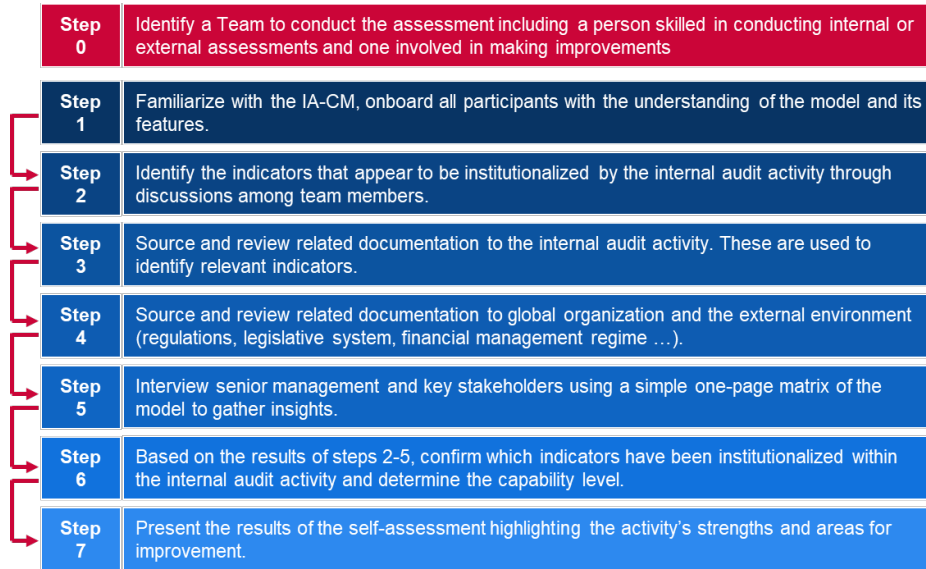 Step
0
Identify a Team to conduct the assessment including a person skilled in conducting internal or
external assessments and one involved in making improvements
Step
1
Familiarize with the IA-CM, onboard all participants with the understanding of the model and its
features.
Step
2
Identify the indicators that appear to be institutionalized by the internal audit activity through
discussions among team members.
Step
3
Source and review related documentation to the internal audit activity. These are used to
identify relevant indicators.
Step
4
Source and review related documentation to global organization and the external environment
(regulations, legislative system, financial management regime …).
Step
5
Interview senior management and key stakeholders using a simple one-page matrix of the
model to gather insights.
Step
6
Based on the results of steps 2-5, confirm which indicators have been institutionalized within
the internal audit activity and determine the capability level.
Step
7
Present the results of the self-assessment highlighting the activity's strengths and areas for
improvement.